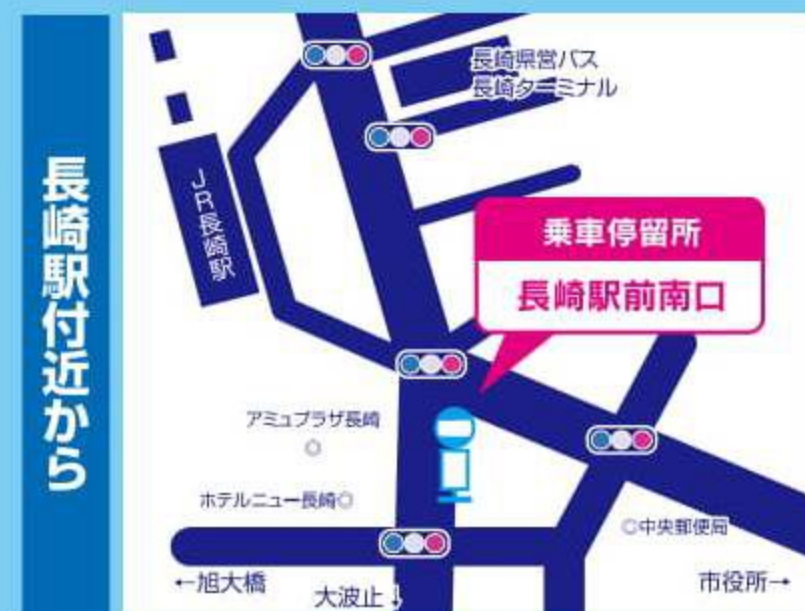 長崎駅付近から
長崎県営バス
長崎ターミナル
JR長崎駅
乗車停留所
長崎駅前南口
アミュプラザ長崎
◎
ホテルニュー長崎◎
◎中央郵便局
←旭大橋
大波止↓
市役所→